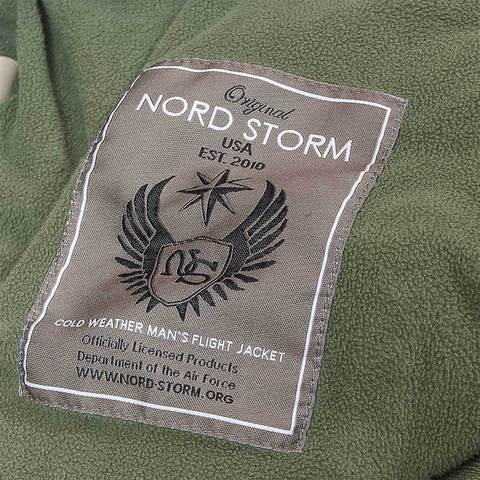 Original
NORD STORM
USA
EST. 2010
NS
COLD WEATHER MAN'S FLIGHT JACKET
Officially Licensed Products
Department of the Air Force
WWW.NORD-STORM.ORG